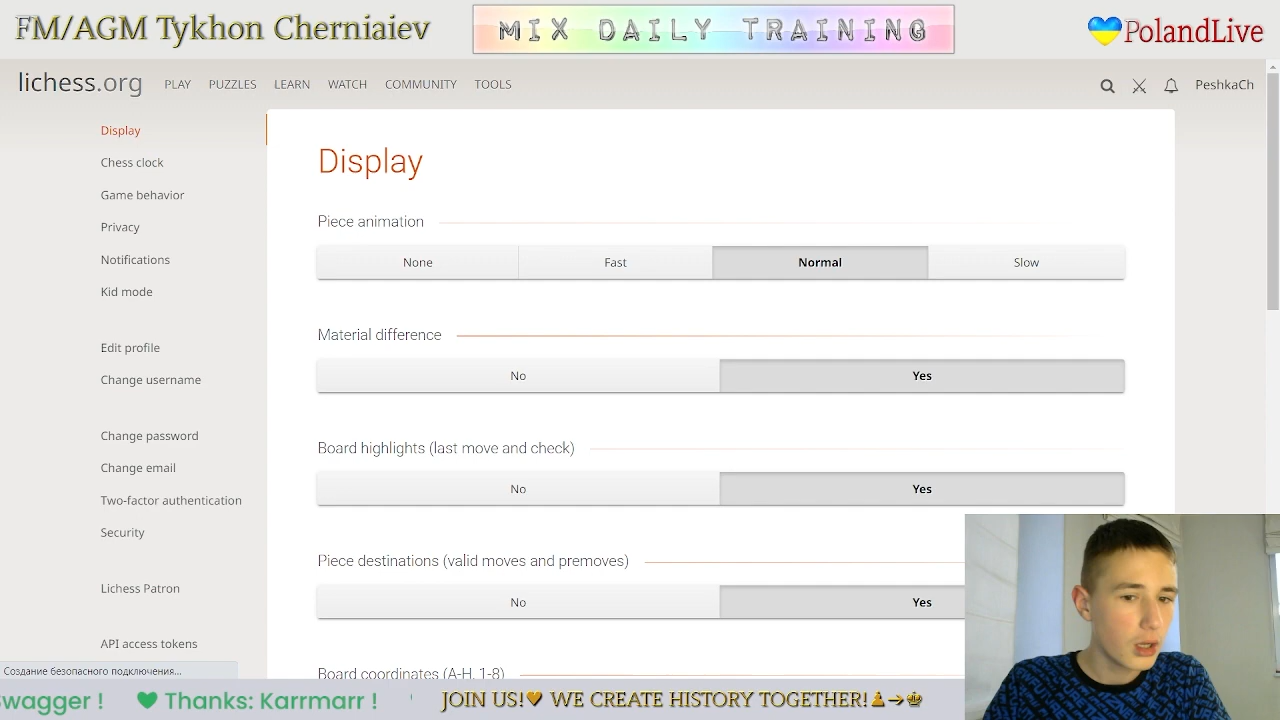 FM/AGM Tykhon Cherniaiev
MIX DAILY TRAINING
PolandLive
lichess.org PLAY PUZZLES LEARN WATCH COMMUNITY TOOLS PeshkaCh
Display
Chess clock
Game behavior
Privacy
Notifications
Kid mode
Edit profile
Change username
Change password
Change email
Two-factor authentication
Security
Lichess Patron
API access tokens
Display
Piece animation
None Fast Normal Slow
Material difference
No Yes
Board highlights (last move and check)
No Yes
Piece destinations (valid moves and premoves)
No Yes
Board coordinates (A-H, 1-8)
Создание безопасного подключения...
Swagger ! 💚 Thanks: Karrmarr !
JOIN US!♥ WE CREATE HISTORY TOGETHER!♟→♚